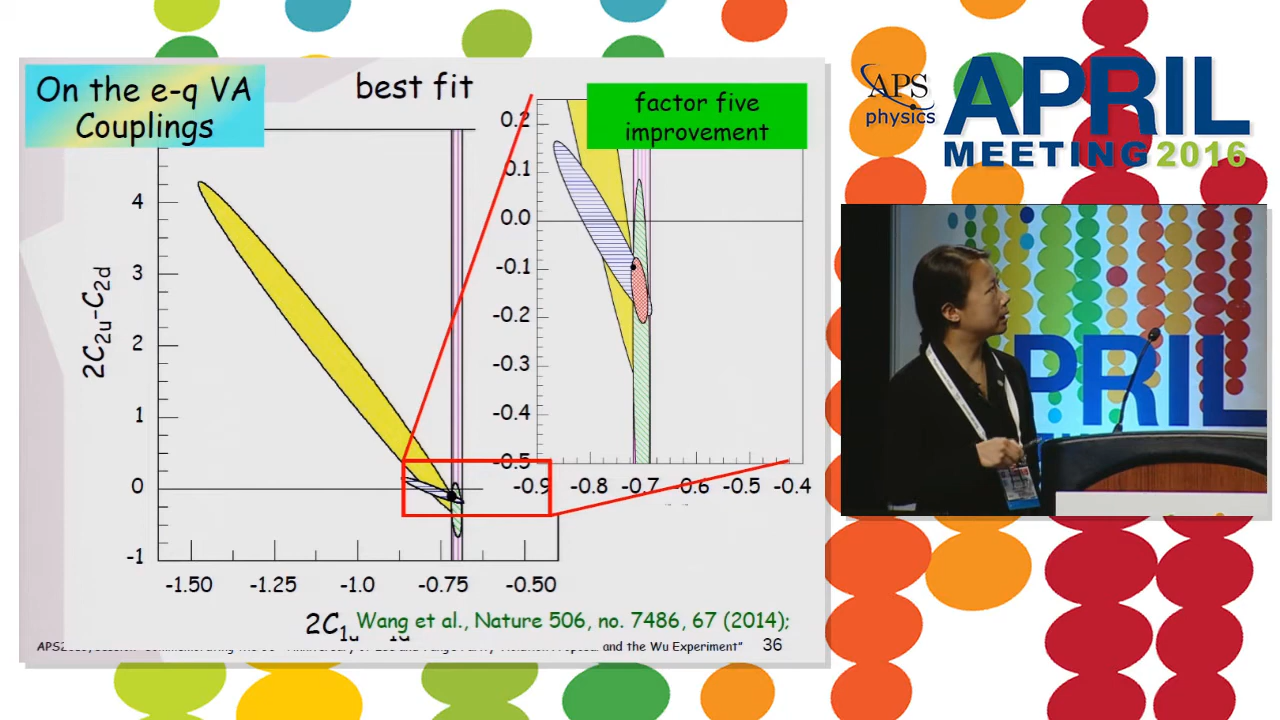 On the e-q VA
Couplings
best fit
factor five
improvement
4
3
2
1
0
-1
2C2u-C2d
-1.50 -1.25 -1.0 -0.75 -0.50
0.2
0.1
0.0
-0.1
-0.2
-0.3
-0.4
-0.5
-0.9 -0.8 -0.7 -0.6 -0.5 -0.4
2C1u
Wang et al., Nature 506, no. 7486, 67 (2014);
and the Wu Experiment" 36
APS
physics
APRIL
MEETING 2016
PRIL